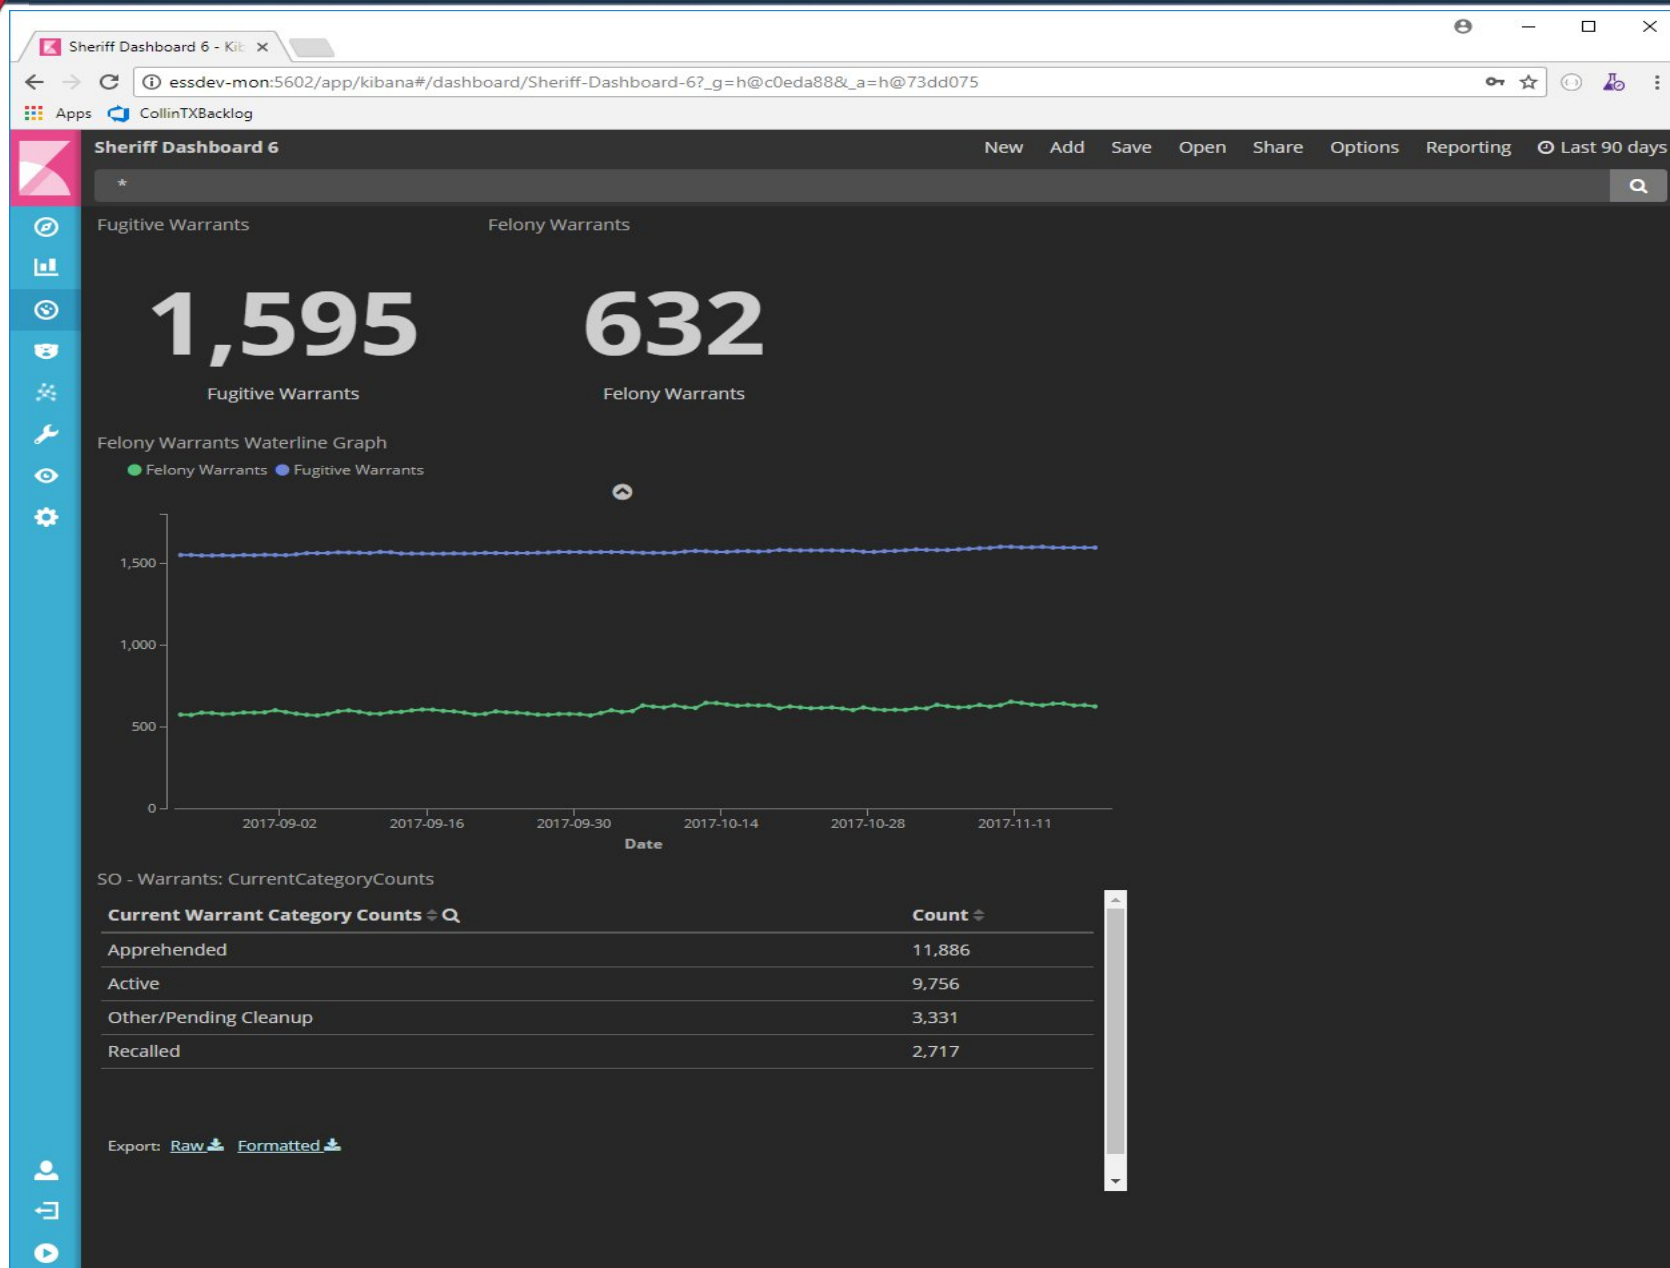 Sheriff Dashboard 6 - Kib
essdev-mon:5602/app/kibana#/dashboard/Sheriff-Dashboard-6?_g=h@c0eda88&_a=h@73dd075
Apps CollinTXBacklog
Sheriff Dashboard 6 New Add Save Open Share Options Reporting Last 90 days
*
Fugitive Warrants Felony Warrants
1,595 632
Fugitive Warrants Felony Warrants
Felony Warrants Waterline Graph
Felony Warrants Fugitive Warrants
1,500
1,000
500
0
2017-09-02 2017-09-16 2017-09-30 2017-10-14 2017-10-28 2017-11-11
Date
SO - Warrants: CurrentCategoryCounts
Current Warrant Category Counts Count
Apprehended 11,886
Active 9,756
Other/Pending Cleanup 3,331
Recalled 2,717
Export: Raw Formatted